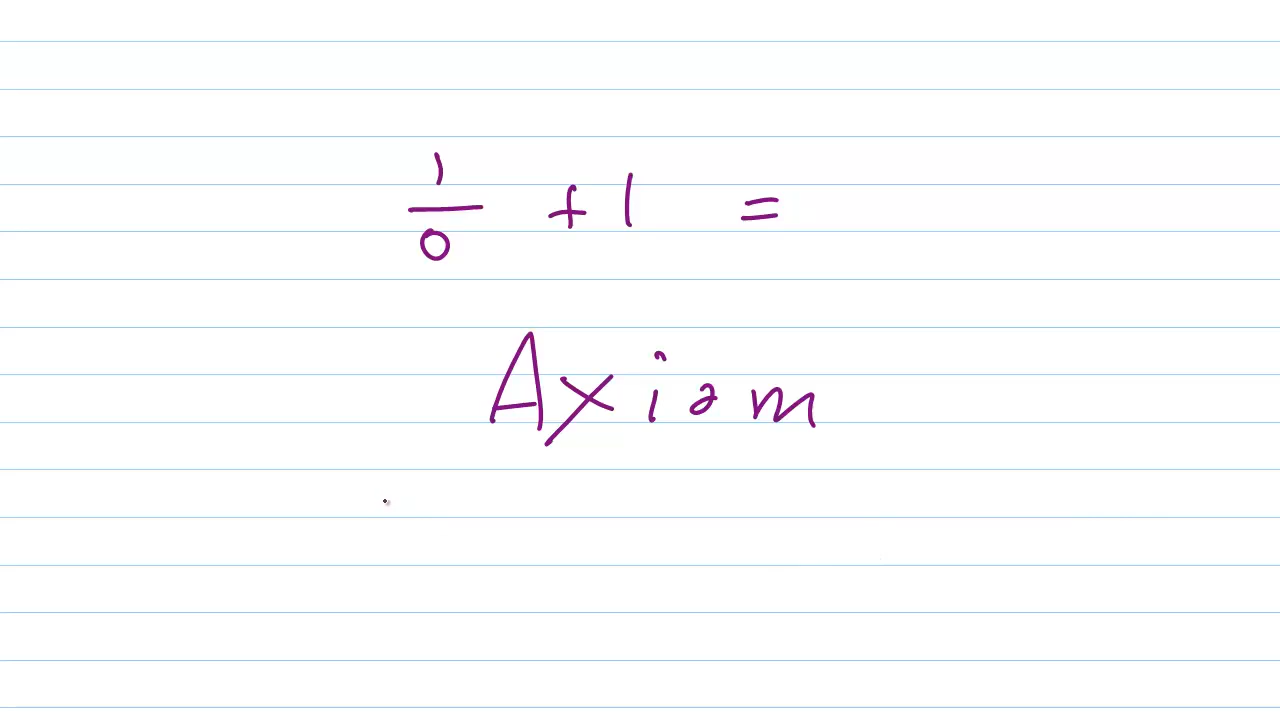 1/0 + 1 =
Axiom